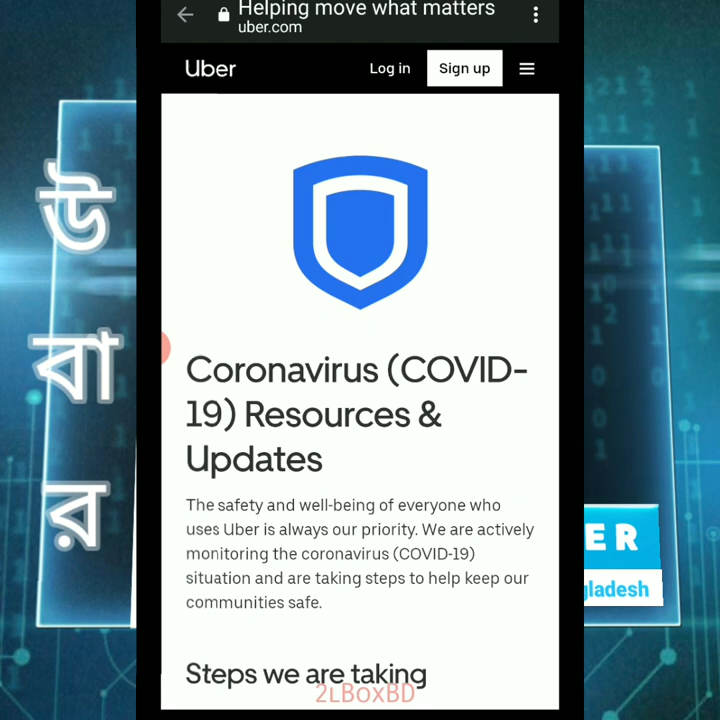 Helping move what matters
uber.com
Uber
Log in
Sign up
উ
বা
র
Coronavirus (COVID-
19) Resources &
Updates
The safety and well-being of everyone who
uses Uber is always our priority. We are actively
monitoring the coronavirus (COVID-19)
situation and are taking steps to help keep our
communities safe.
ER
gladesh
Steps we are taking
2LBoxBD